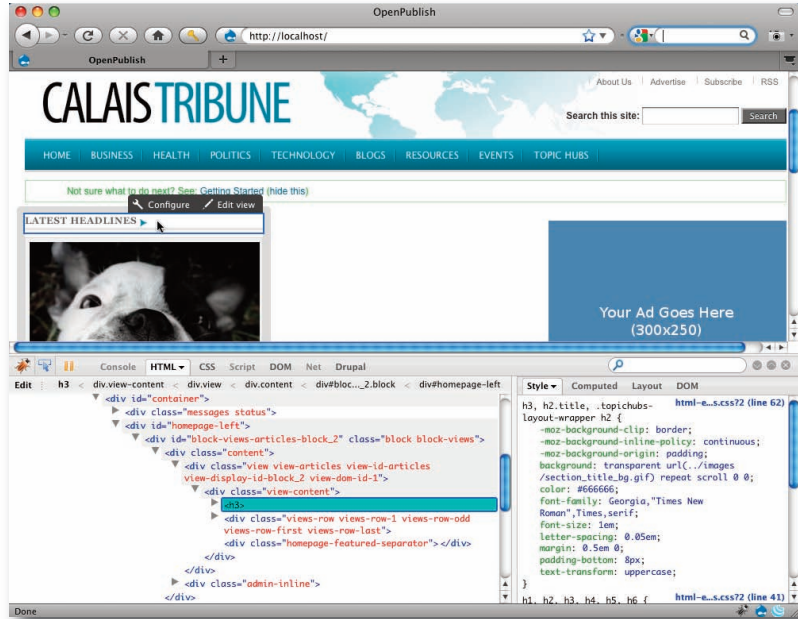 OpenPublish
http://localhost/
OpenPublish
CALAIS TRIBUNE
About Us Advertise Subscribe RSS
Search this site: Search
HOME BUSINESS HEALTH POLITICS TECHNOLOGY BLOGS RESOURCES EVENTS TOPIC HUBS
Not sure what to do next? See: Getting Started (hide this)
Configure Edit view
LATEST HEADLINES
Your Ad Goes Here
(300x250)
Console HTML CSS Script DOM Net Drupal
Edit h3 < div.view-content < div.view < div.content < div#bloc..._2.block < div#homepage-left
<div id="container">
<div class="messages status">
<div id="homepage-left">
<div id="block-views-articles-block_2" class="block block-views">
<div class="content">
<div class="view view-articles view-id-articles
view-display-id-block_2 view-dom-id-1">
<div class="view-content">
<h3>
<div class="views-row views-row-1 views-row-odd
views-row-first views-row-last">
<div class="homepage-featured-separator"></div>
</div>
</div>
<div class="admin-inline">
</div>
Style Computed Layout DOM
h3, h2.title, .topichubs- html-e...s.css?2 (line 62)
layout-wrapper h2 {
-moz-background-clip: border;
-moz-background-inline-policy: continuous;
-moz-background-origin: padding;
background: transparent url(../images
/section_title_bg.gif) repeat scroll 0 0;
color: #666666;
font-family: Georgia,"Times New
Roman",Times,serif;
font-size: 1em;
letter-spacing: 0.05em;
margin: 0.5em 0;
padding-bottom: 8px;
text-transform: uppercase;
}
h1, h2, h3, h4, h5, h6 { html-e...s.css?2 (line 41)
Done